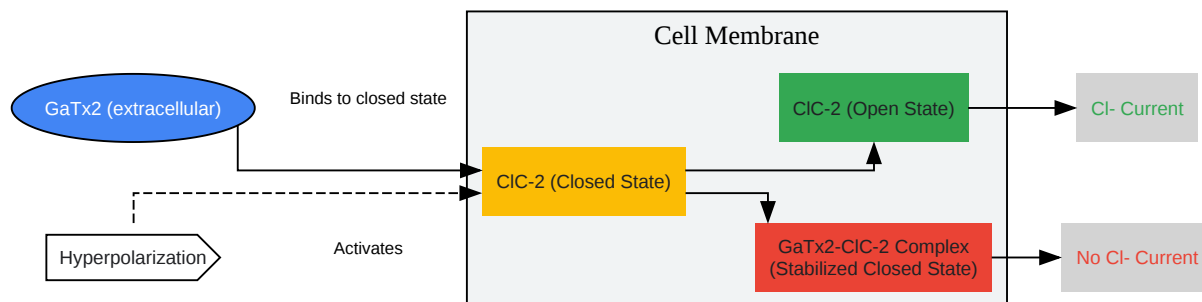 Cell Membrane
GaTx2 (extracellular)
Binds to closed state
ClC-2 (Open State)
Cl- Current
ClC-2 (Closed State)
Hyperpolarization
Activates
GaTx2-ClC-2 Complex
(Stabilized Closed State)
No Cl- Current